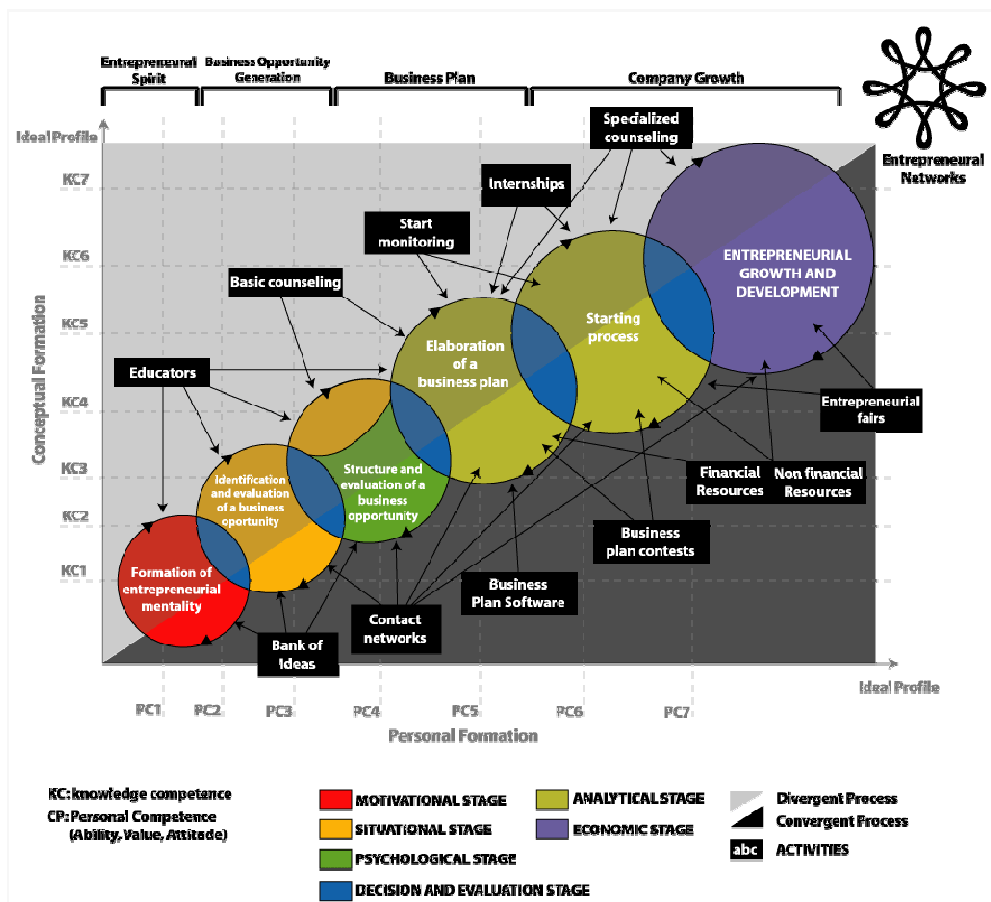 Entrepreneurial
Spirit
Business Opportunity
Generation
Business Plan
Company Growth
Entrepreneural
Networks
Ideal Profile
KC7
KC6
KC5
KC4
KC3
KC2
KC1
Conceptual Formation
Specialized
counseling
Internships
Start
monitoring
Basic counseling
Educators
ENTREPRENEURIAL
GROWTH AND
DEVELOPMENT
Starting
process
Elaboration
of a
business plan
Structure and
evaluation of a
business
opportunity
Identification
and evaluation
of a business
oportunity
Formation of
entrepreneurial
mentality
Entrepreneurial
fairs
Financial
Resources
Non financial
Resources
Business
plan contests
Business
Plan Software
Contact
networks
Bank of
Ideas
Ideal Profile
PC1
PC2
PC3
PC4
PC5
PC6
PC7
Personal Formation
KC: knowledge competence
CP: Personal Competence
(Ability, Value, Attitude)
MOTIVATIONAL STAGE
SITUATIONAL STAGE
PSYCHOLOGICAL STAGE
DECISION AND EVALUATION STAGE
ANALYTICAL STAGE
ECONOMIC STAGE
Divergent Process
Convergent Process
abc ACTIVITIES